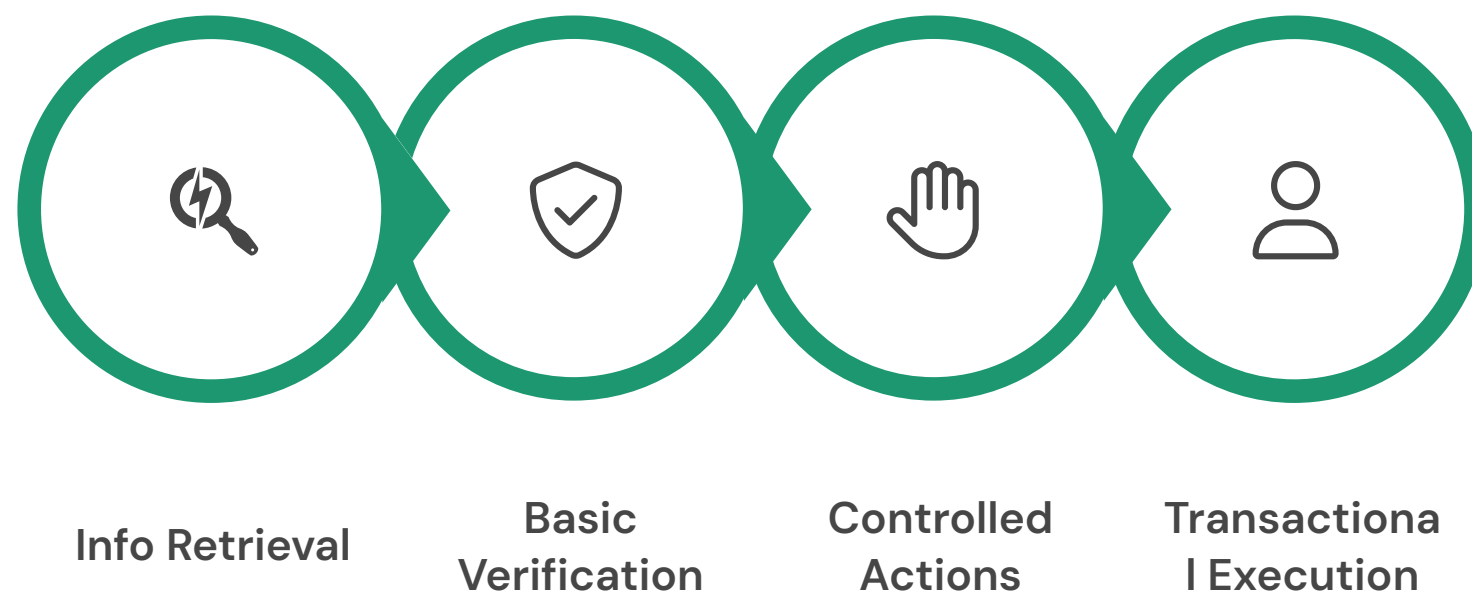 Info Retrieval
Basic
Verification
Controlled
Actions
Transactiona
l Execution